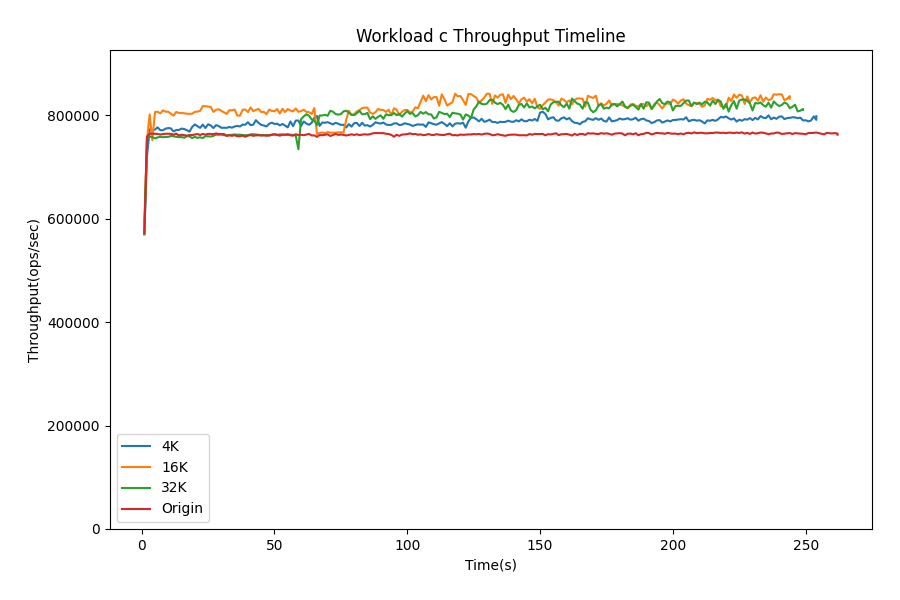 Workload c Throughput Timeline
Throughput(ops/sec)
800000
600000
400000
200000
0
4K
16K
32K
Origin
0 50 100 150 200 250
Time(s)